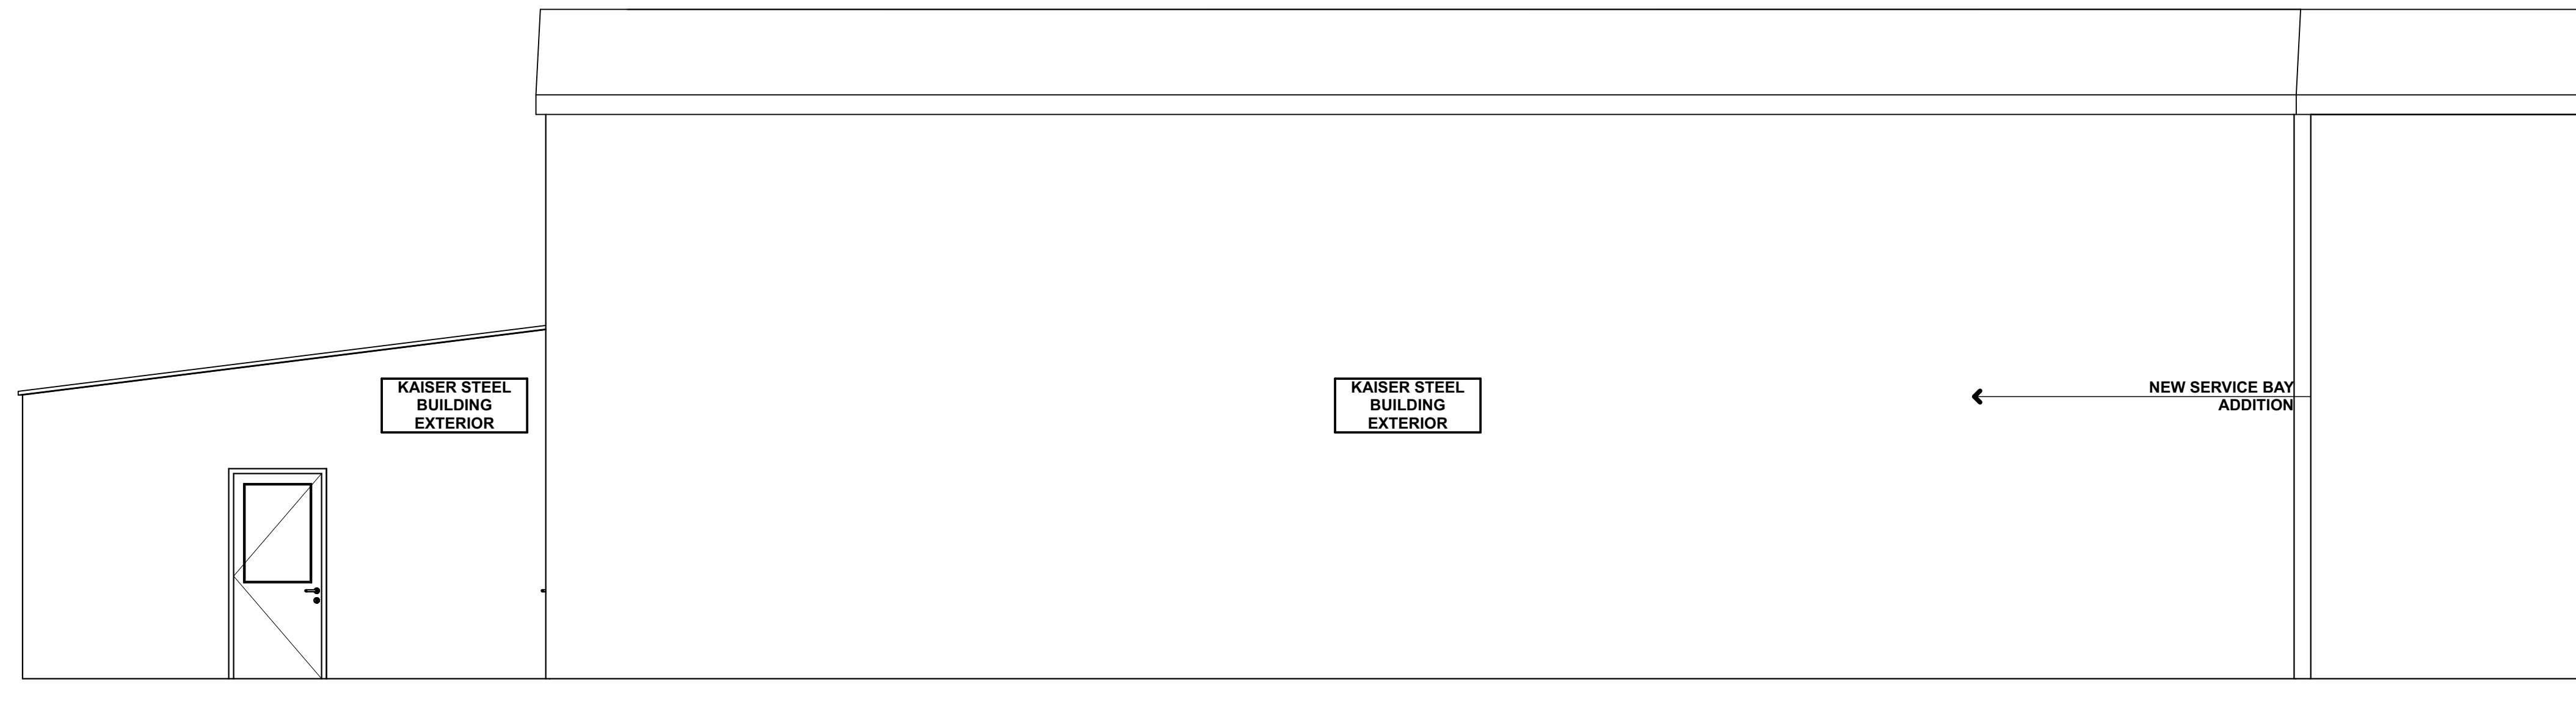 KAISER STEEL
BUILDING
EXTERIOR
KAISER STEEL
BUILDING
EXTERIOR
NEW SERVICE BAY
ADDITION